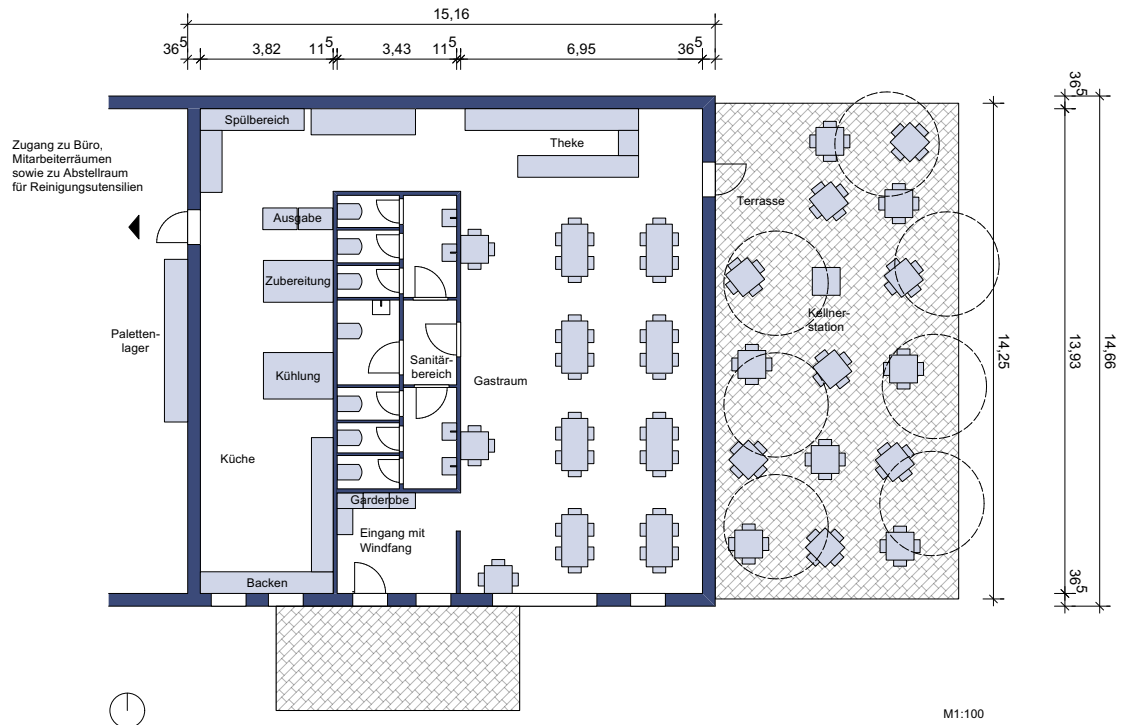 15,16
36⁵
3,82
11⁵
3,43
11⁵
6,95
36⁵
Spülbereich
Theke
Zugang zu Büro,
Mitarbeiterräumen
sowie zu Abstellraum
für Reinigungsutensilien
Terrasse
Ausgabe
Zubereitung
Kellner-
station
Paletten-
lager
Sanitär-
bereich
Kühlung
Gastraum
Küche
Garderobe
Eingang mit
Windfang
Backen
36⁵
14,25
13,93
14,66
36⁵
M1:100